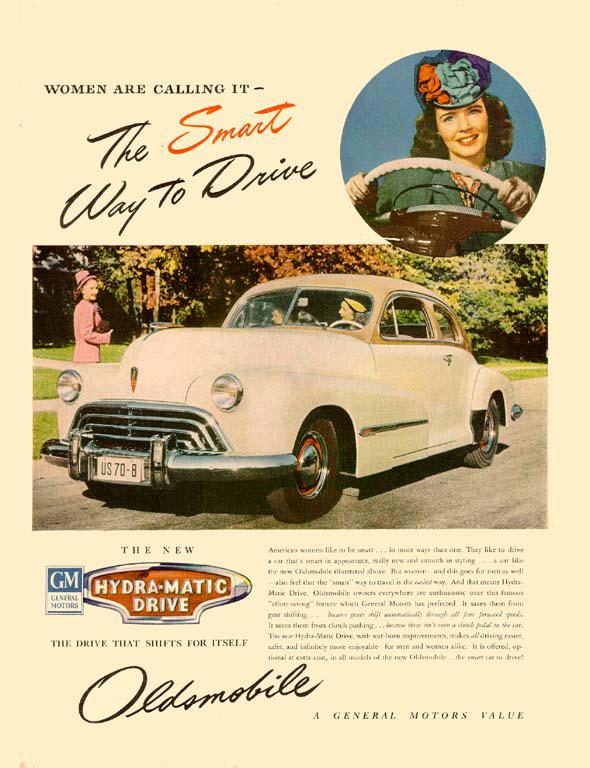 WOMEN ARE CALLING IT—
The Smart
Way To Drive
US 70-8
THE NEW
GM
GENERAL
MOTORS
HYDRA-MATIC
DRIVE
THE DRIVE THAT SHIFTS FOR ITSELF
American women like to be smart . . . in more ways than one. They like to drive
a car that's smart in appearance, really new and smooth in styling . . . a car like
the new Oldsmobile illustrated above. But women—and this goes for men as well
—also feel that the "smart" way to travel is the easiest way. And that means Hydra-
Matic Drive. Oldsmobile owners everywhere are enthusiastic over this famous
"effort-saving" feature which General Motors has perfected. It saves them from
gear shifting . . . because gears shift automatically through all four forward speeds.
It saves them from clutch pushing . . . because there isn't even a clutch pedal in the car.
The new Hydra-Matic Drive, with war-born improvements, makes all driving easier,
safer, and infinitely more enjoyable—for men and women alike. It is offered, op-
tional at extra cost, in all models of the new Oldsmobile...the smart car to drive!
Oldsmobile
A GENERAL MOTORS VALUE